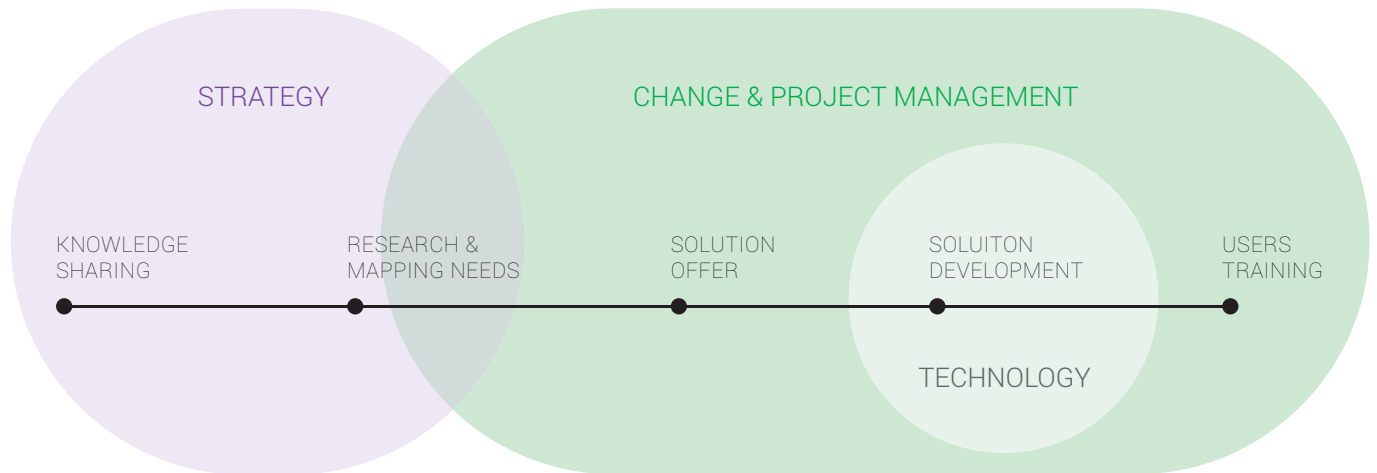 STRATEGY
CHANGE & PROJECT MANAGEMENT
KNOWLEDGE
SHARING
RESEARCH &
MAPPING NEEDS
SOLUTION
OFFER
SOLUITON
DEVELOPMENT
USERS
TRAINING
TECHNOLOGY